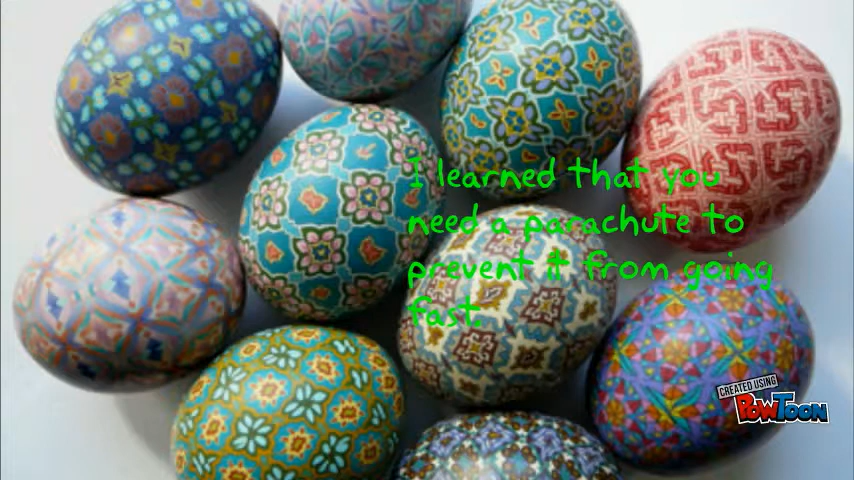 I learned that you
need a parachute to
prevent it from going
fast.
CREATED USING
POWTOON